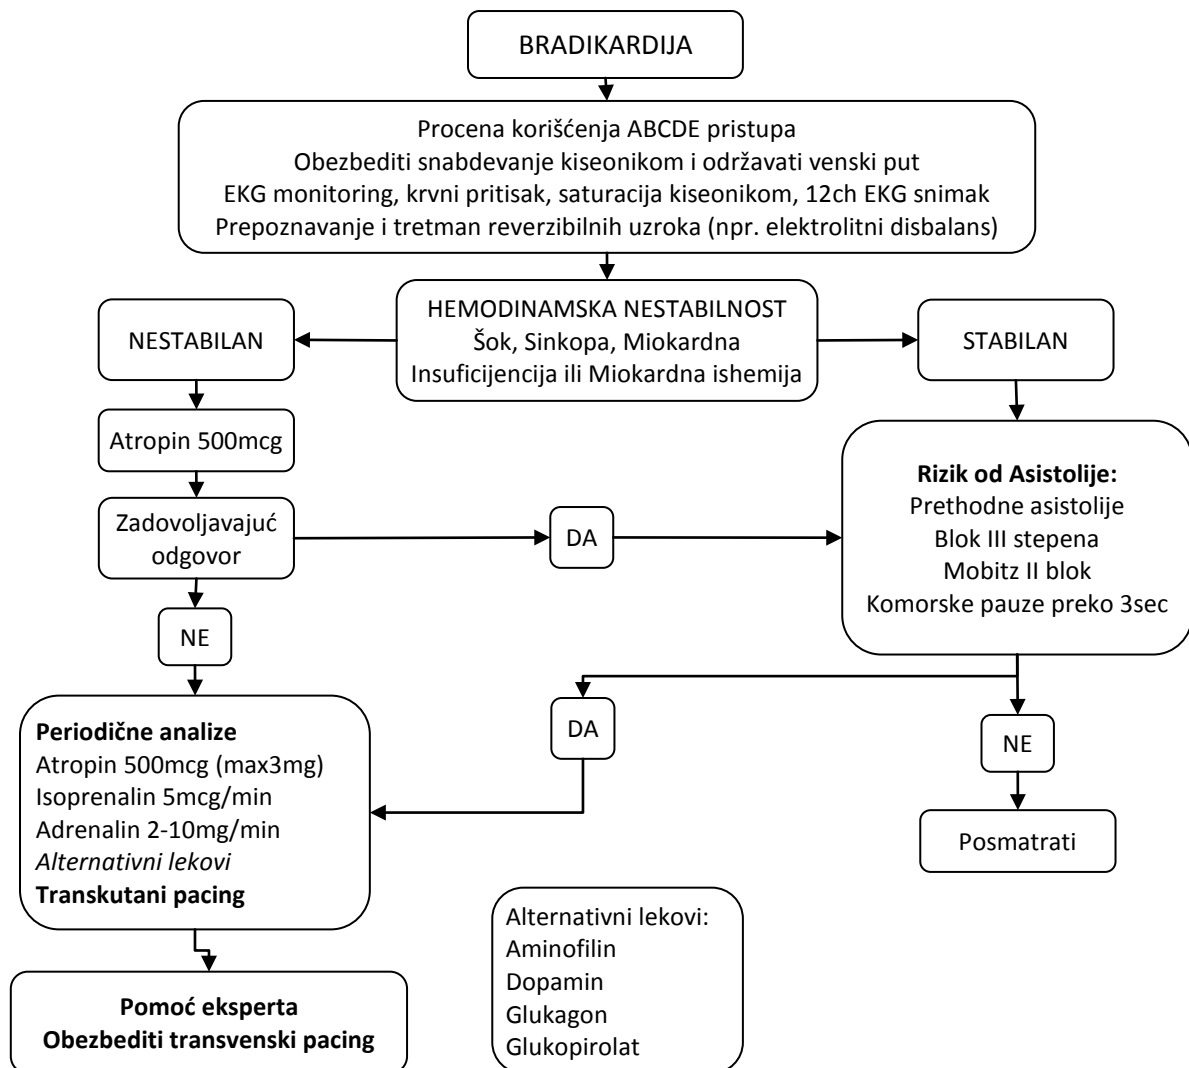 BRADIKARDIJA
Procena korišćenja ABCDE pristupa
Obezbediti snabdevanje kiseonikom i održavati venski put
EKG monitoring, krvni pritisak, saturacija kiseonikom, 12ch EKG snimak
Prepoznavanje i tretman reverzibilnih uzroka (npr. elektrolitni disbalans)
HEMODINAMSKA NESTABILNOST
Šok, Sinkopa, Miokardna
Insuficijencija ili Miokardna ishemija
NESTABILAN
STABILAN
Atropin 500mcg
Zadovoljavajuć
odgovor
DA
Rizik od Asistolije:
Prethodne asistolije
Blok III stepena
Mobitz II blok
Komorske pauze preko 3sec
NE
DA
NE
Periodične analize
Atropin 500mcg (max3mg)
Isoprenalin 5mcg/min
Adrenalin 2-10mg/min
Alternativni lekovi
Transkutani pacing
Posmatrati
Alternativni lekovi:
Aminofilin
Dopamin
Glukagon
Glukopirolat
Pomoć eksperta
Obezbediti transvenski pacing